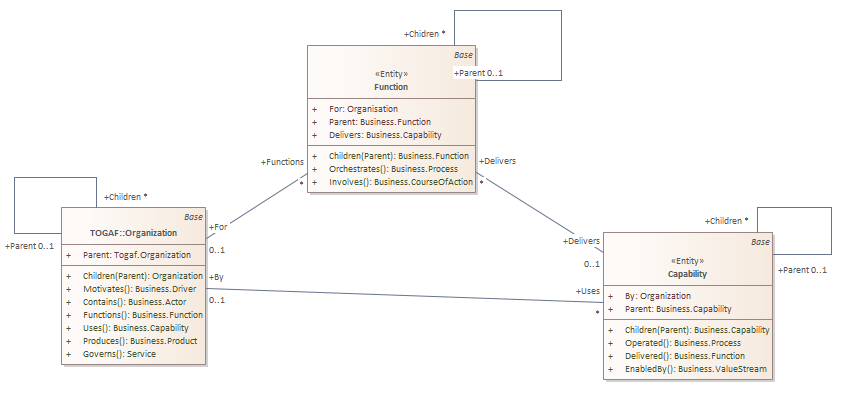 +Chidren *
Base
«Entity»
Function
+Parent 0..1
+ For: Organisation
+ Parent: Business.Function
+ Delivers: Business.Capability
+ Children(Parent): Business.Function
+ Orchestrates(): Business.Process
+ Involves(): Business.CourseOfAction
+Functions
*
+Delivers
*
+Children *
+Parent 0..1
Base
TOGAF::Organization
+ Parent: Togaf.Organization
+ Children(Parent): Organization
+ Motivates(): Business.Driver
+ Contains(): Business.Actor
+ Functions(): Business.Function
+ Uses(): Business.Capability
+ Produces(): Business.Product
+ Governs(): Service
+For
0..1
+By
0..1
+Delivers
0..1
+Uses
*
+Children *
+Parent 0..1
Base
«Entity»
Capability
+ By: Organization
+ Parent: Business.Capability
+ Children(Parent): Business.Capability
+ Operated(): Business.Process
+ Delivered(): Business.Function
+ EnabledBy(): Business.ValueStream